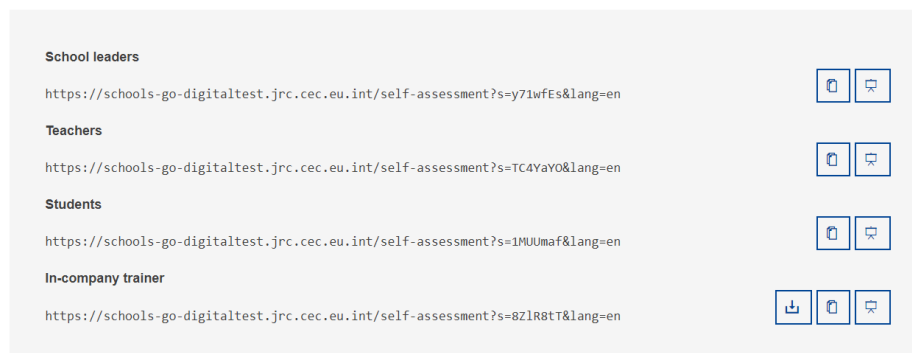 School leaders
https://schools-go-digitaltest.jrc.cec.eu.int/self-assessment?s=y71wfEs&lang=en
Teachers
https://schools-go-digitaltest.jrc.cec.eu.int/self-assessment?s=TC4YaYO&lang=en
Students
https://schools-go-digitaltest.jrc.cec.eu.int/self-assessment?s=1MUUmaf&lang=en
In-company trainer
https://schools-go-digitaltest.jrc.cec.eu.int/self-assessment?s=8ZlR8tT&lang=en